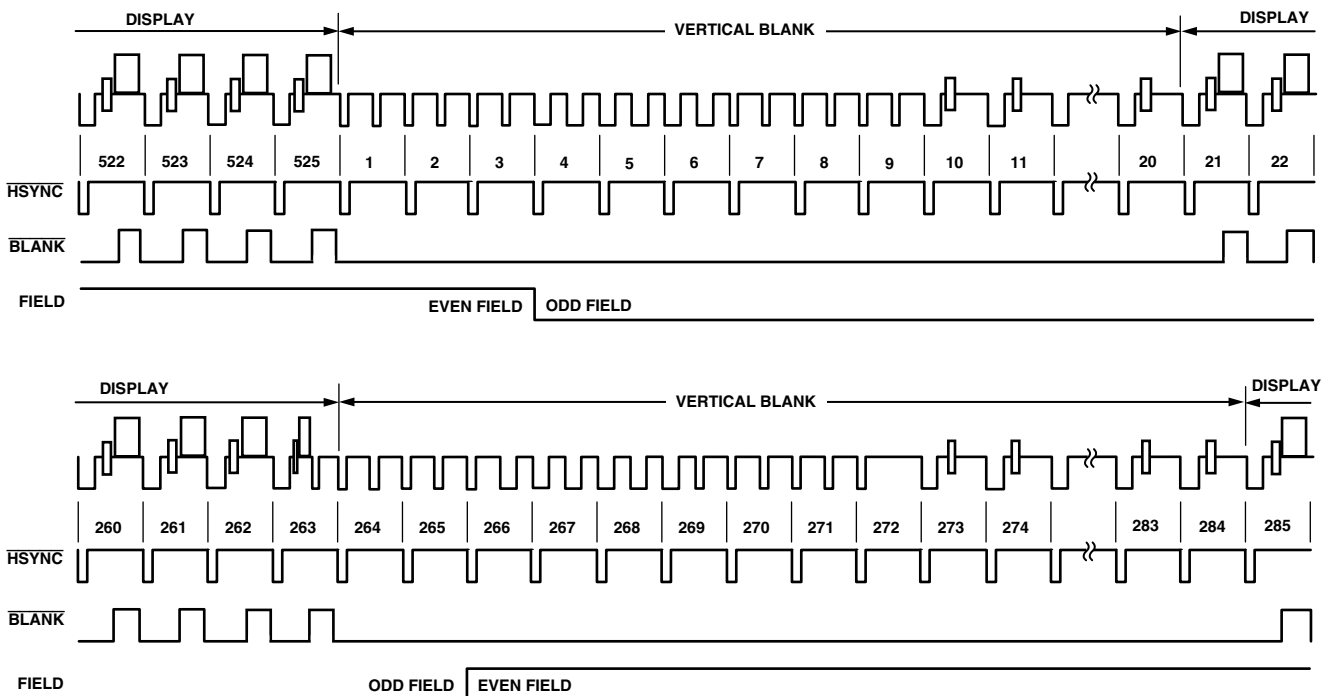 DISPLAY VERTICAL BLANK DISPLAY
522 523 524 525 1 2 3 4 5 6 7 8 9 10 11 20 21 22
HSYNC
BLANK
FIELD EVEN FIELD ODD FIELD
DISPLAY VERTICAL BLANK DISPLAY
260 261 262 263 264 265 266 267 268 269 270 271 272 273 274 283 284 285
HSYNC
BLANK
FIELD ODD FIELD EVEN FIELD